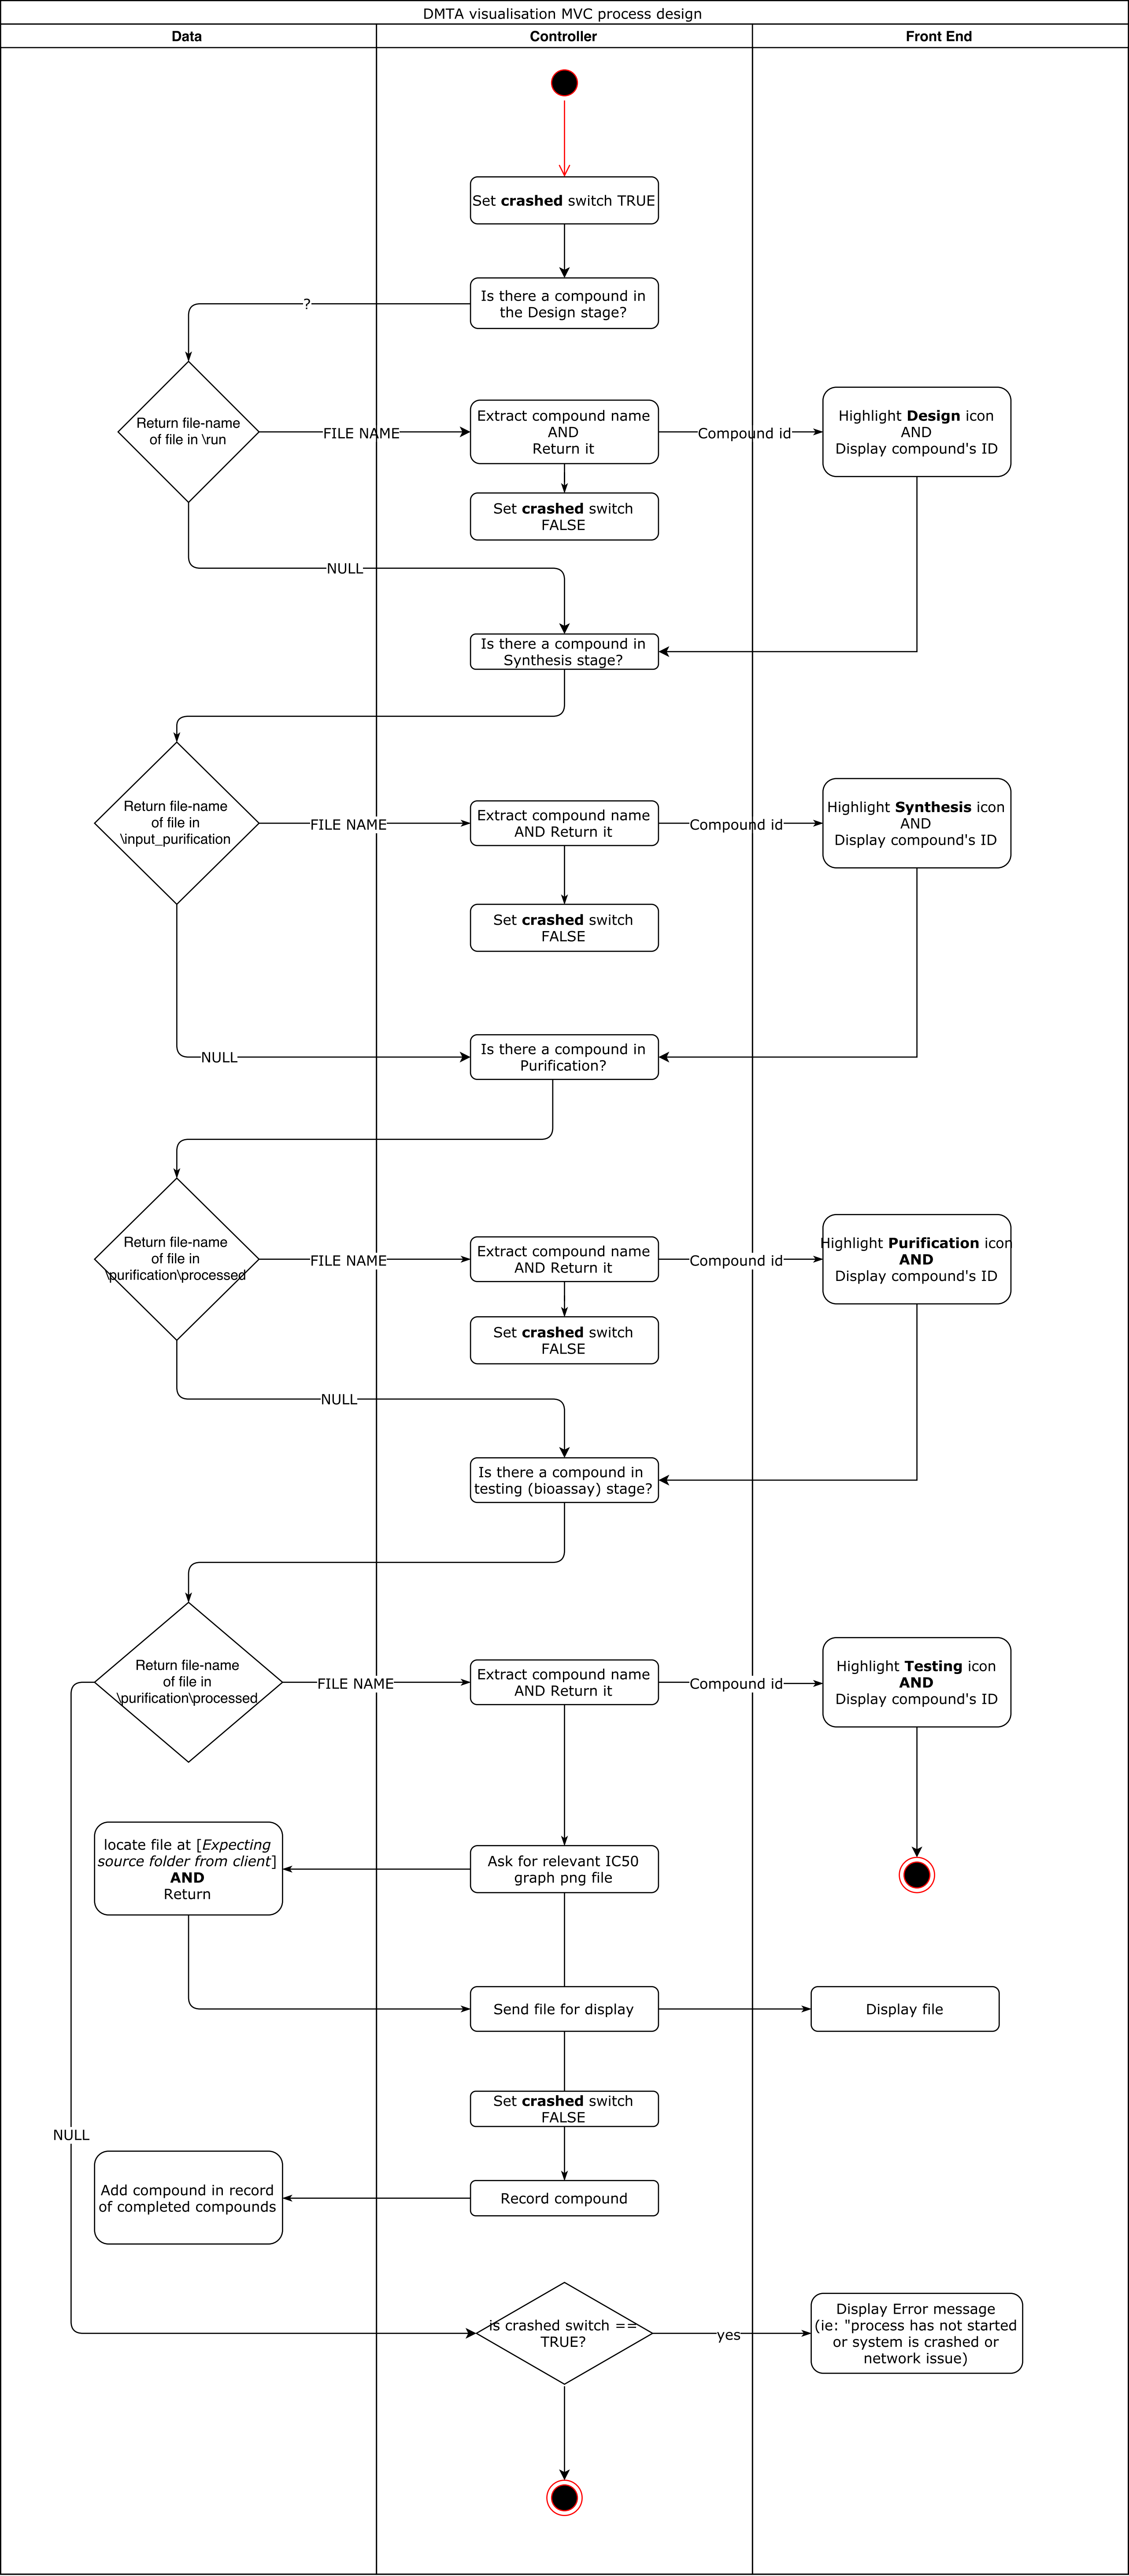 DMTA visualisation MVC process design
Data
Controller
Front End
Set crashed switch TRUE
Is there a compound in
the Design stage?
?
Return file-name
of file in \run
FILE NAME
Extract compound name
AND
Return it
Compound id
Highlight Design icon
AND
Display compound's ID
Set crashed switch
FALSE
NULL
Is there a compound in
Synthesis stage?
Return file-name
of file in
\input_purification
FILE NAME
Extract compound name
AND Return it
Compound id
Highlight Synthesis icon
AND
Display compound's ID
Set crashed switch
FALSE
NULL
Is there a compound in
Purification?
Return file-name
of file in
\purification\processed
FILE NAME
Extract compound name
AND Return it
Compound id
Highlight Purification icon
AND
Display compound's ID
Set crashed switch
FALSE
NULL
Is there a compound in
testing (bioassay) stage?
Return file-name
of file in
\purification\processed
FILE NAME
Extract compound name
AND Return it
Compound id
Highlight Testing icon
AND
Display compound's ID
locate file at [Expecting
source folder from client]
AND
Return
Ask for relevant IC50
graph png file
Send file for display
Display file
Set crashed switch
FALSE
NULL
Add compound in record
of completed compounds
Record compound
is crashed switch ==
TRUE?
yes
Display Error message
(ie: "process has not started
or system is crashed or
network issue)